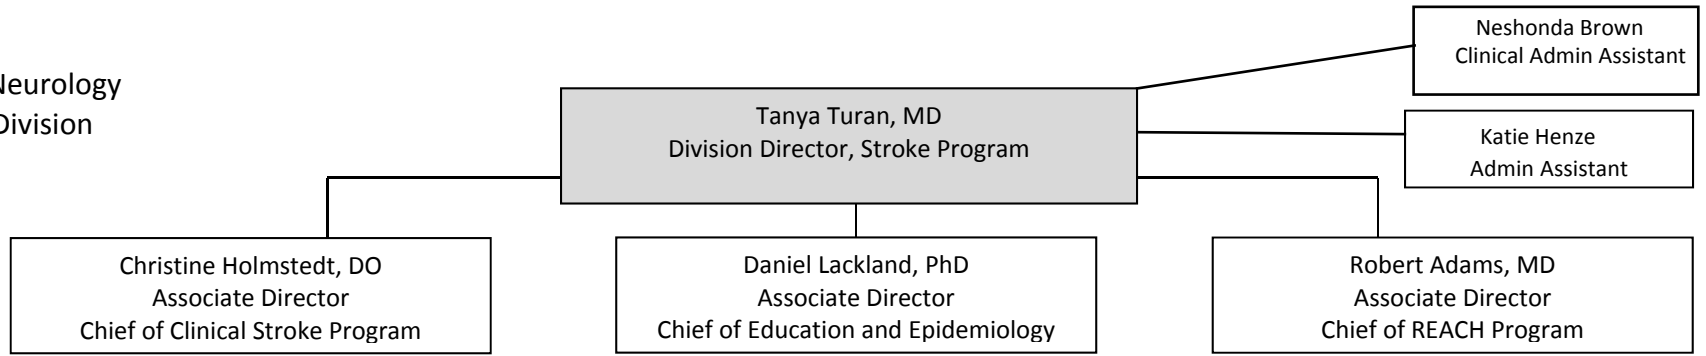 Neshonda Brown
Clinical Admin Assistant
Neurology
Division
Tanya Turan, MD
Division Director, Stroke Program
Katie Henze
Admin Assistant
Christine Holmstedt, DO
Associate Director
Chief of Clinical Stroke Program
Daniel Lackland, PhD
Associate Director
Chief of Education and Epidemiology
Robert Adams, MD
Associate Director
Chief of REACH Program